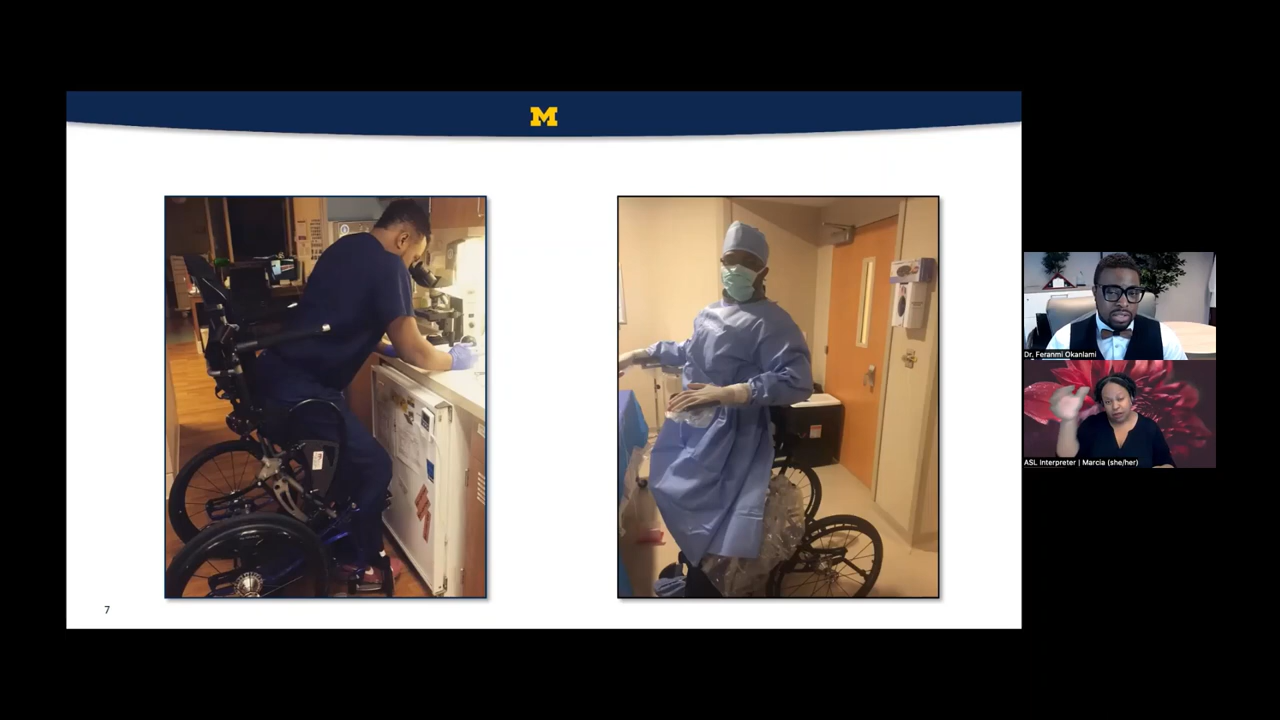 M
7
Dr. Feranmi Okanlami
ASL Interpreter | Marcia (she/her)